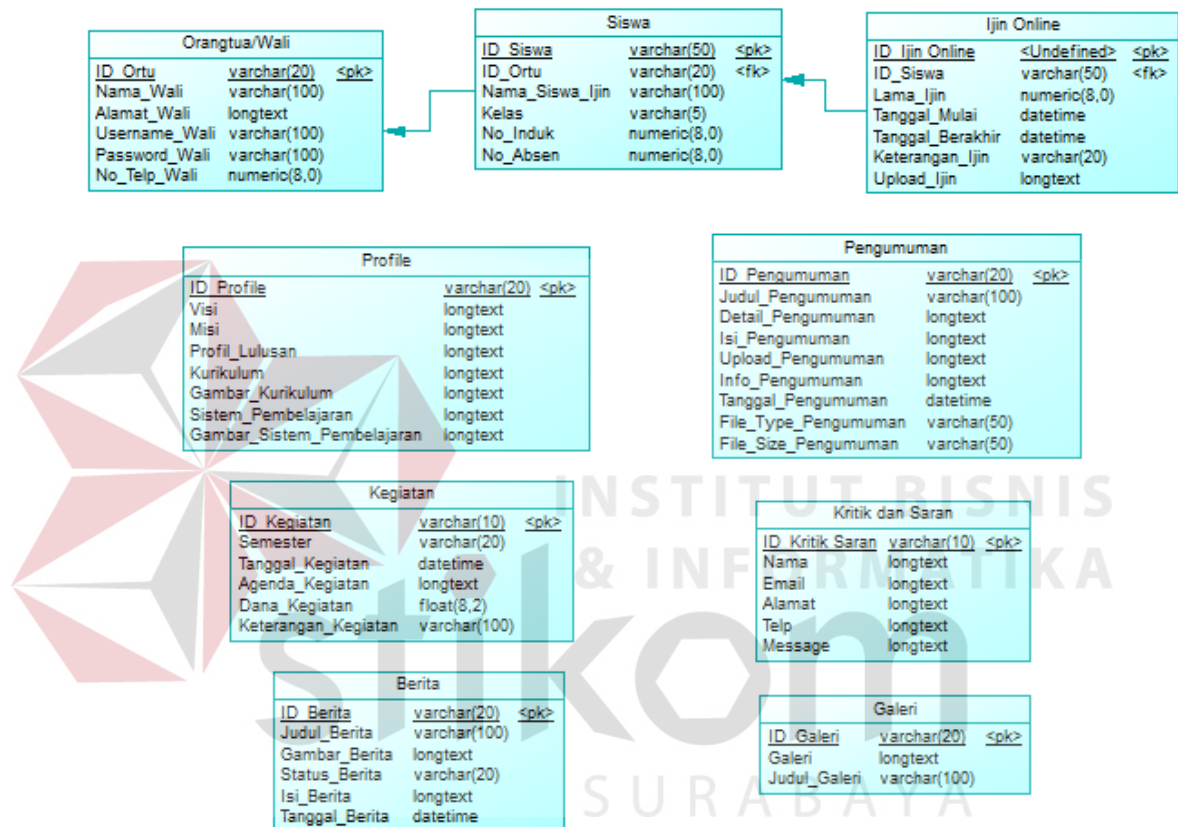 Orangtua/Wali
ID_Ortu varchar(20) <pk>
Nama_Wali varchar(100)
Alamat_Wali longtext
Username_Wali varchar(100)
Password_Wali varchar(100)
No_Telp_Wali numeric(8,0)
Siswa
ID_Siswa varchar(50) <pk>
ID_Ortu varchar(20) <fk>
Nama_Siswa_Ijin varchar(100)
Kelas varchar(5)
No_Induk numeric(8,0)
No_Absen numeric(8,0)
Ijin Online
ID_Ijin Online <Undefined> <pk>
ID_Siswa varchar(50) <fk>
Lama_Ijin numeric(8,0)
Tanggal_Mulai datetime
Tanggal_Berakhir datetime
Keterangan_Ijin varchar(20)
Upload_Ijin longtext
Profile
ID_Profile varchar(20) <pk>
Visi longtext
Misi longtext
Profil_Lulusan longtext
Kurikulum longtext
Gambar_Kurikulum longtext
Sistem_Pembelajaran longtext
Gambar_Sistem_Pembelajaran longtext
Pengumuman
ID_Pengumuman varchar(20) <pk>
Judul_Pengumuman varchar(100)
Detail_Pengumuman longtext
Isi_Pengumuman longtext
Upload_Pengumuman longtext
Info_Pengumuman longtext
Tanggal_Pengumuman datetime
File_Type_Pengumuman varchar(50)
File_Size_Pengumuman varchar(50)
Kegiatan
ID_Kegiatan varchar(10) <pk>
Semester varchar(20)
Tanggal_Kegiatan datetime
Agenda_Kegiatan longtext
Dana_Kegiatan float(8,2)
Keterangan_Kegiatan varchar(100)
Kritik dan Saran
ID_Kritik Saran varchar(10) <pk>
Nama longtext
Email longtext
Alamat longtext
Telp longtext
Message longtext
Berita
ID_Berita varchar(20) <pk>
Judul_Berita varchar(100)
Gambar_Berita longtext
Status_Berita varchar(20)
Isi_Berita longtext
Tanggal_Berita datetime
Galeri
ID_Galeri varchar(20) <pk>
Galeri longtext
Judul_Galeri varchar(100)
INSTITUT BISNIS
& INFORMATIKA
stikom
SURABAYA